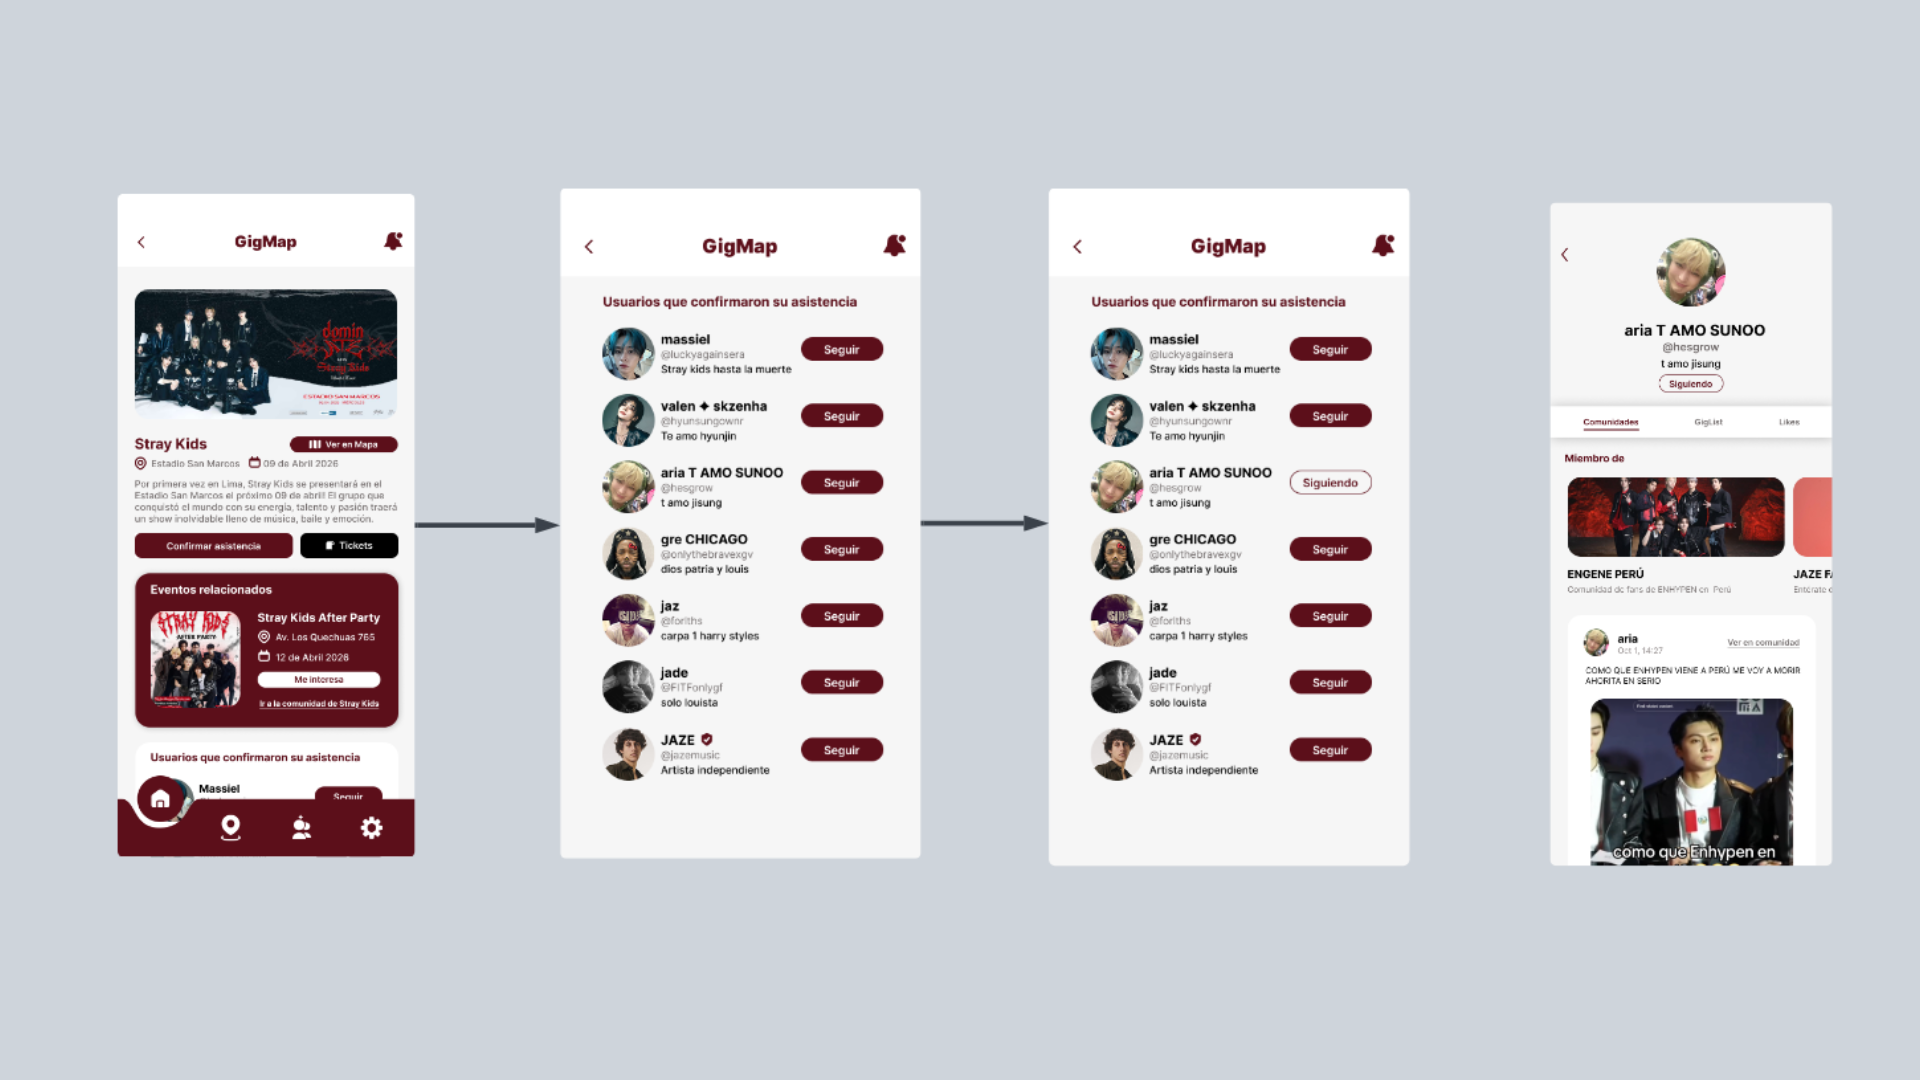 GigMap
domin
ATE
Stray Kids
ESTADIO SAN MARCOS
Stray Kids
Ver en Mapa
Estadio San Marcos
09 de Abril 2026
Por primera vez en Lima, Stray Kids se presentará en el
Estadio San Marcos el próximo 09 de abril! El grupo que
conquistó el mundo con su energía, talento y pasión traerá
un show inolvidable lleno de música, baile y emoción.
Confirmar asistencia
Tickets
Eventos relacionados
STRAY KIDS
AFTER PARTY
Stray Kids After Party
Av. Los Quechuas 765
12 de Abril 2026
Me interesa
Ir a la comunidad de Stray Kids
Usuarios que confirmaron su asistencia
Massiel
Seguir
GigMap
Usuarios que confirmaron su asistencia
massiel
@luckyagainsera
Stray kids hasta la muerte
Seguir
valen ✦ skzenha
@hyunsungownr
Te amo hyunjin
Seguir
aria T AMO SUNOO
@hesgrow
t amo jisung
Seguir
gre CHICAGO
@onlythebravexgv
dios patria y louis
Seguir
jaz
@forlths
carpa 1 harry styles
Seguir
jade
@FITFonlygf
solo louista
Seguir
JAZE
@jazemusic
Artista independiente
Seguir
GigMap
Usuarios que confirmaron su asistencia
massiel
@luckyagainsera
Stray kids hasta la muerte
Seguir
valen ✦ skzenha
@hyunsungownr
Te amo hyunjin
Seguir
aria T AMO SUNOO
@hesgrow
t amo jisung
Siguiendo
gre CHICAGO
@onlythebravexgv
dios patria y louis
Seguir
jaz
@forlths
carpa 1 harry styles
Seguir
jade
@FITFonlygf
solo louista
Seguir
JAZE
@jazemusic
Artista independiente
Seguir
aria T AMO SUNOO
@hesgrow
t amo jisung
Siguiendo
Comunidades
GigList
Likes
Miembro de
ENGENE PERÚ
Comunidad de fans de ENHYPEN en Perú
JAZE F
Entérate
aria
Oct 1, 14:27
Ver en comunidad
COMO QUE ENHYPEN VIENE A PERÚ ME VOY A MORIR
AHORITA EN SERIO
como que Enhypen en